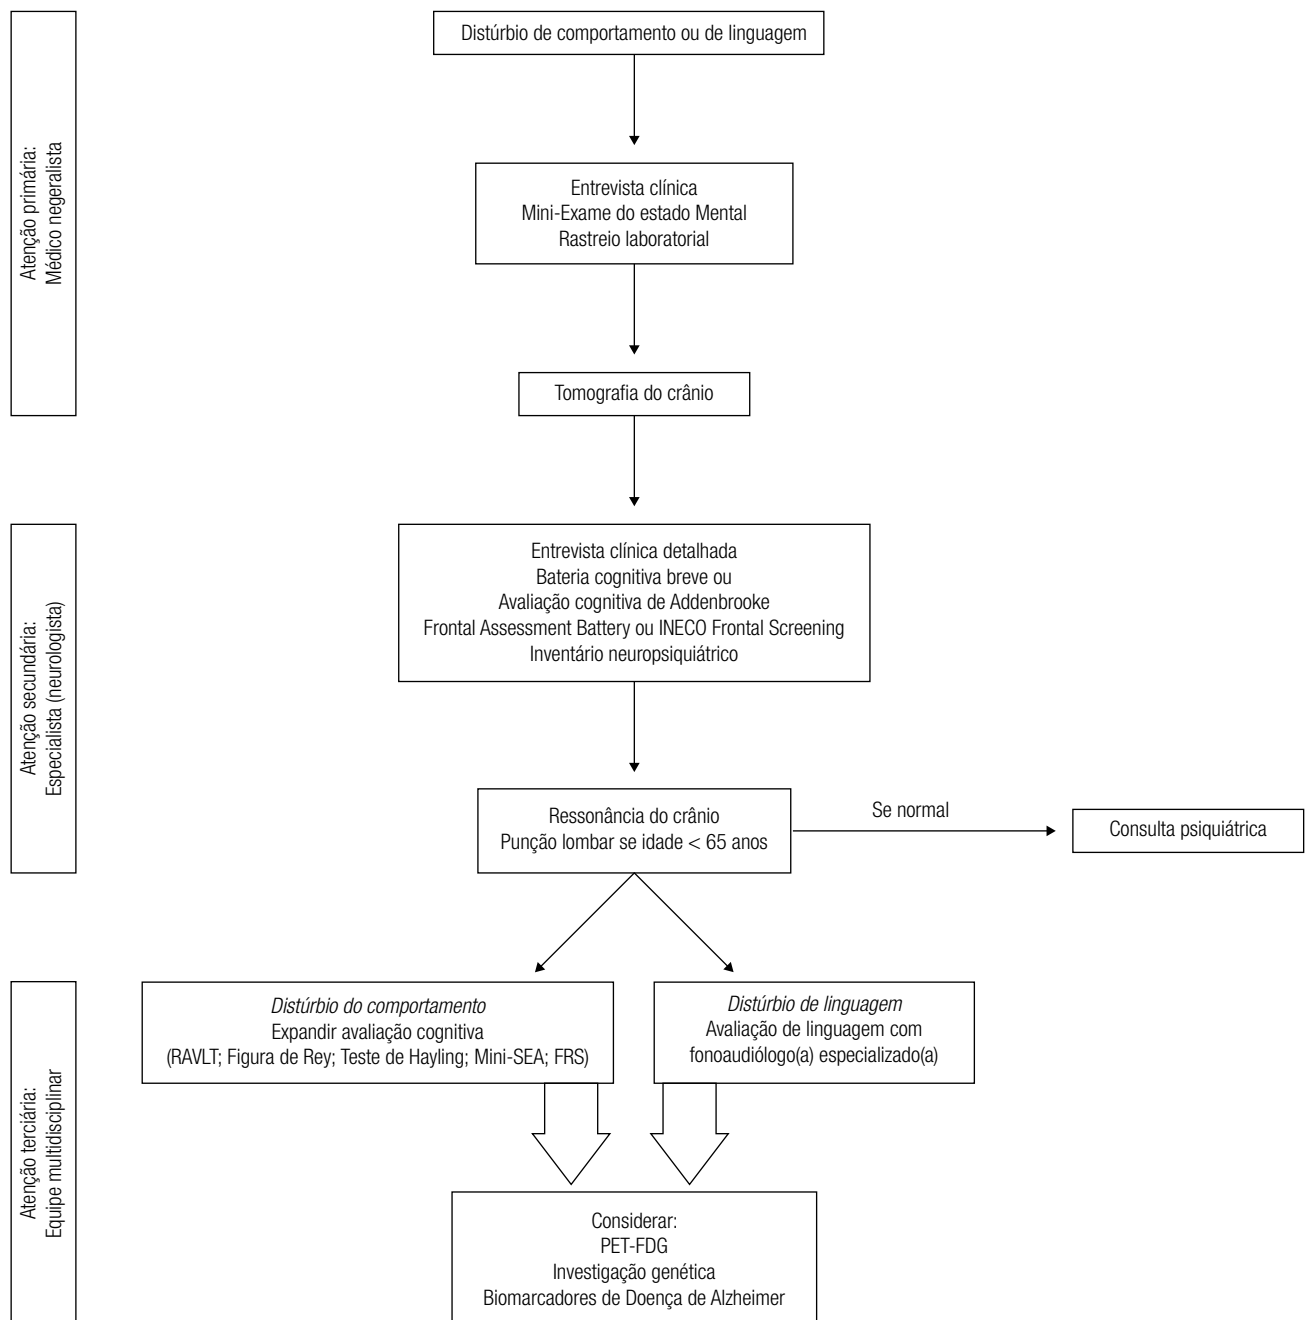 Atenção primária:
Médico negeralista
Distúrbio de comportamento ou de linguagem
Entrevista clínica
Mini-Exame do estado Mental
Rastreio laboratorial
Tomografia do crânio
Atenção secundária:
Especialista (neurologista)
Entrevista clínica detalhada
Bateria cognitiva breve ou
Avaliação cognitiva de Addenbrooke
Frontal Assessment Battery ou INECO Frontal Screening
Inventário neuropsiquiátrico
Ressonância do crânio
Punção lombar se idade < 65 anos
Se normal
Consulta psiquiátrica
Atenção terciária:
Equipe multidisciplinar
Distúrbio do comportamento
Expandir avaliação cognitiva
(RAVLT; Figura de Rey; Teste de Hayling; Mini-SEA; FRS)
Distúrbio de linguagem
Avaliação de linguagem com
fonoaudiólogo(a) especializado(a)
Considerar:
PET-FDG
Investigação genética
Biomarcadores de Doença de Alzheimer